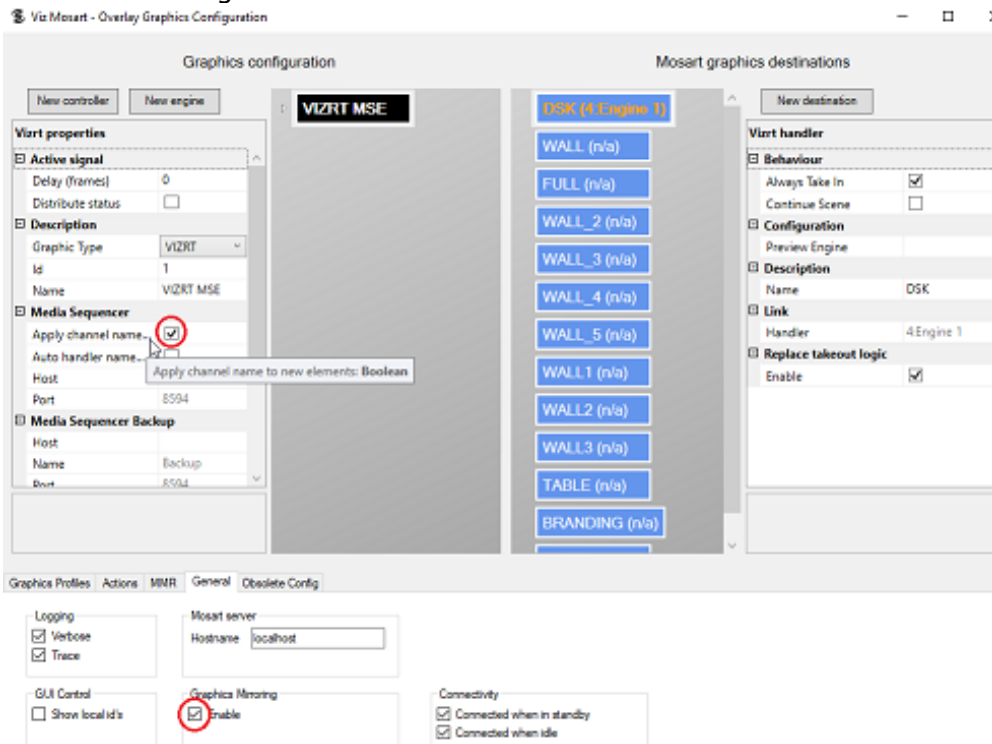 Viz Mosart - Overlay Graphics Configuration
Graphics configuration
Mosart graphics destinations
New controller
New engine
VIZRT MSE
DSK (4:Engine 1)
WALL (n/a)
FULL (n/a)
WALL_2 (n/a)
WALL_3 (n/a)
WALL_4 (n/a)
WALL_5 (n/a)
WALL1 (n/a)
WALL2 (n/a)
WALL3 (n/a)
TABLE (n/a)
BRANDING (n/a)
New destination
Vizrt properties
Active signal
Delay (frames) 0
Distribute status
Description
Graphic Type VIZRT
Id 1
Name VIZRT MSE
Media Sequencer
Apply channel name...
Auto handler name...
Apply channel name to new elements: Boolean
Host
Port 8594
Media Sequencer Backup
Host
Name Backup
Port 8594
Vizrt handler
Behaviour
Always Take In
Continue Scene
Configuration
Preview Engine
Description
Name DSK
Link
Handler 4:Engine 1
Replace takeout logic
Enable
Graphics Profiles Actions MMR General Obsolete Config
Logging
Verbose
Trace
Mosart server
Hostname localhost
GUI Control
Show local id's
Graphics Mirroring
Enable
Connectivity
Connected when in standby
Connected when idle